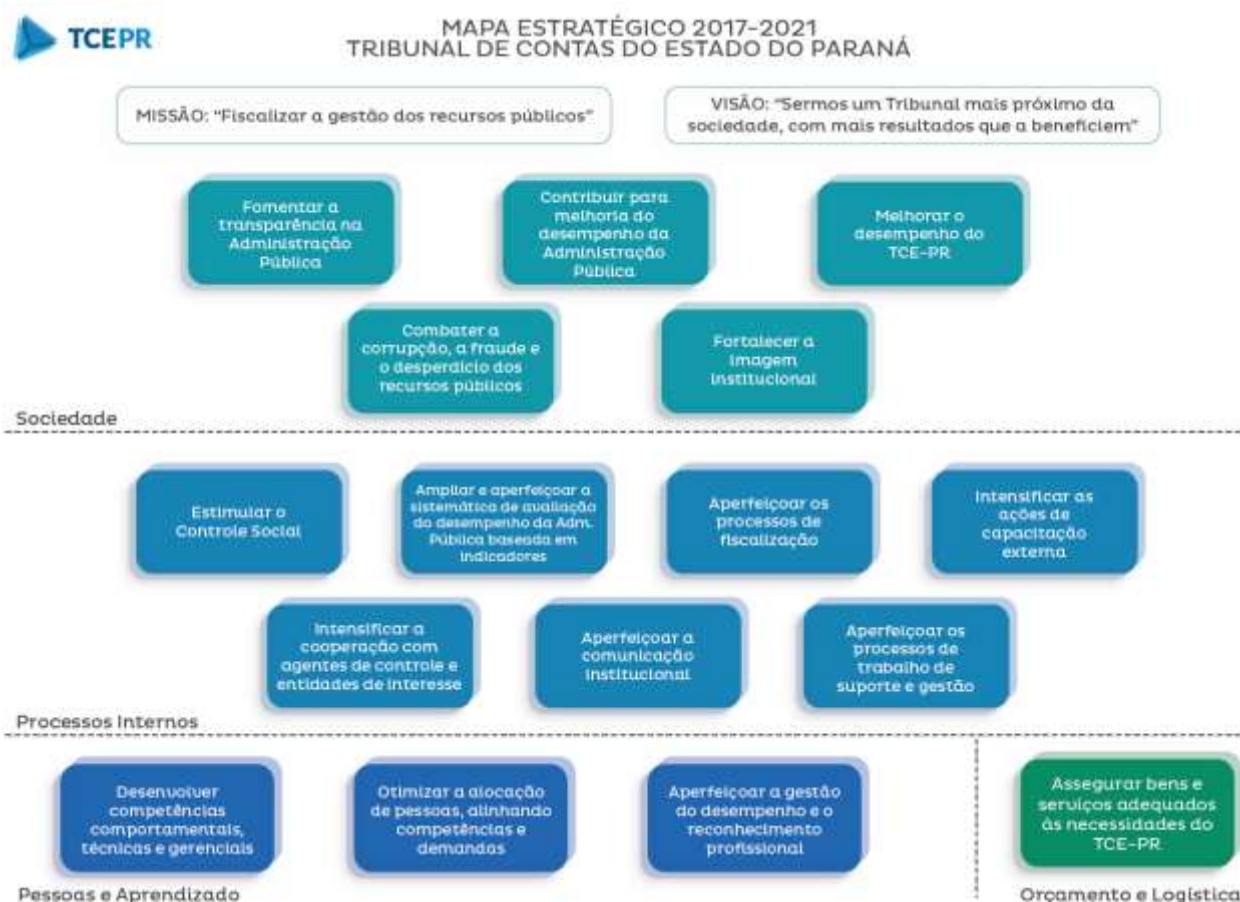 TCEPR
MAPA ESTRATÉGICO 2017-2021
TRIBUNAL DE CONTAS DO ESTADO DO PARANÁ
MISSÃO: "Fiscalizar a gestão dos recursos públicos"
VISÃO: "Sermos um Tribunal mais próximo da
sociedade, com mais resultados que a beneficiem"
Fomentar a
transparência na
Administração
Pública
Contribuir para
melhoria do
desempenho da
Administração
Pública
Melhorar o
desempenho do
TCE-PR
Combater a
corrupção, a fraude e
o desperdício dos
recursos públicos
Fortalecer a
imagem
institucional
Sociedade
Estimular o
Controle Social
Ampliar e aperfeiçoar a
sistemática de avaliação
do desempenho da Adm.
Pública baseada em
indicadores
Aperfeiçoar os
processos de
fiscalização
Intensificar as
ações de
capacitação
externa
Intensificar a
cooperação com
agentes de controle e
entidades de interesse
Aperfeiçoar a
comunicação
institucional
Aperfeiçoar os
processos de
trabalho de
suporte e gestão
Processos Internos
Desenvolver
competências
comportamentais,
técnicas e gerenciais
Otimizar a alocação
de pessoas, alinhando
competências e
demandas
Aperfeiçoar a gestão
do desempenho e o
reconhecimento
profissional
Assegurar bens e
serviços adequados
às necessidades do
TCE-PR
Pessoas e Aprendizado
Orçamento e Logística